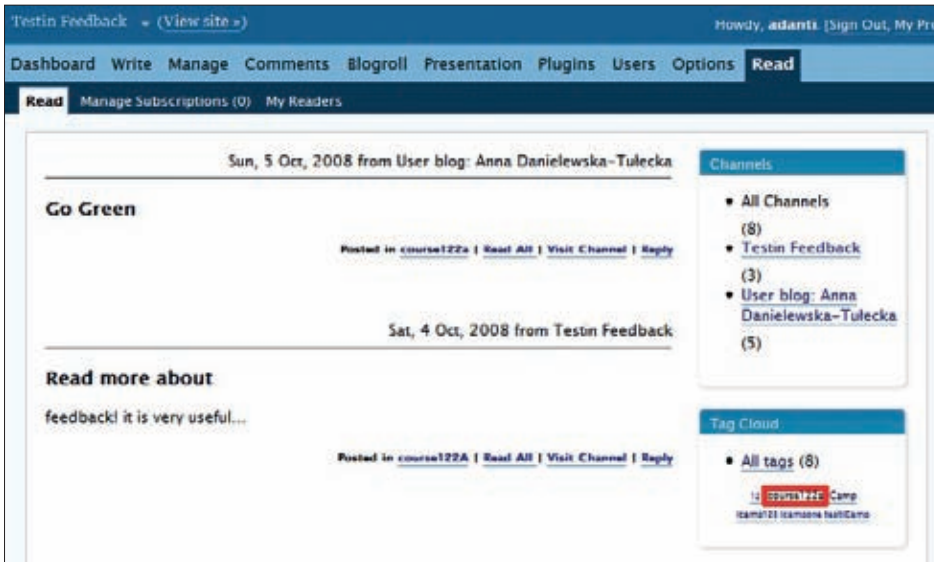 Testin Feedback (View site »)
Howdy, adanti. [Sign Out, My Pro
Dashboard Write Manage Comments Blogroll Presentation Plugins Users Options Read
Read Manage Subscriptions (0) My Readers
Sun, 5 Oct, 2008 from User blog: Anna Danielewska-Tułecka
Go Green
Posted in course122a | Read All | Visit Channel | Reply
Sat, 4 Oct, 2008 from Testin Feedback
Read more about
feedback! it is very useful...
Posted in course122A | Read All | Visit Channel | Reply
Channels
• All Channels
(8)
• Testin Feedback
(3)
• User blog: Anna
Danielewska-Tułecka
(5)
Tag Cloud
• All tags (8)
course122a Camp